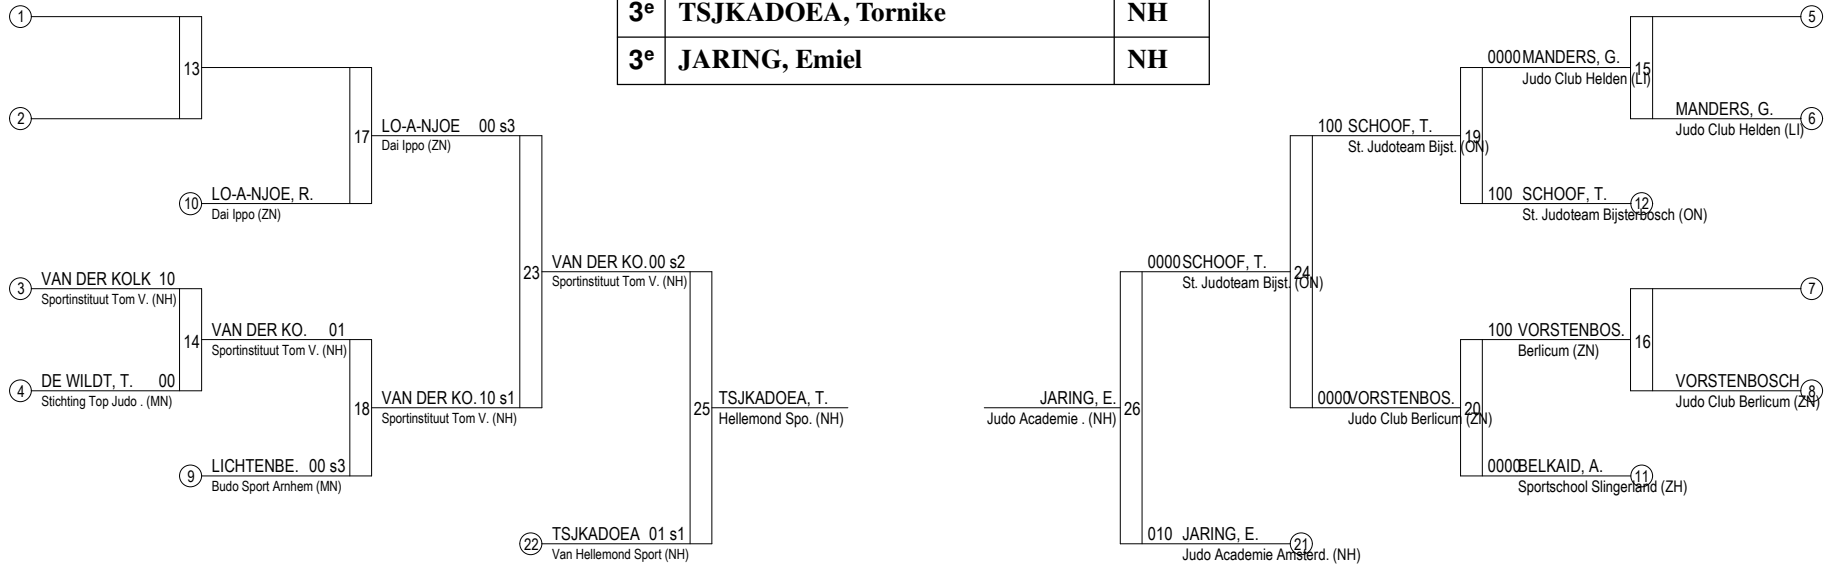 3e TSJKADOEA, Tornike NH
3e JARING, Emiel NH
1
13
2
17
LO-A-NJOE 00 s3
Dai Ippo (ZN)
10 LO-A-NJOE, R.
Dai Ippo (ZN)
23
VAN DER KO. 00 s2
Sportinstituut Tom V. (NH)
3 VAN DER KOLK 10
Sportinstituut Tom V. (NH)
14
VAN DER KO. 01
Sportinstituut Tom V. (NH)
4 DE WILDT, T. 00
Stichting Top Judo . (MN)
18
VAN DER KO. 10 s1
Sportinstituut Tom V. (NH)
25
TSJKADOEA, T.
Hellemond Spo. (NH)
9 LICHTENBE. 00 s3
Budo Sport Arnhem (MN)
22 TSJKADOEA 01 s1
Van Hellemond Sport (NH)
5
0000 MANDERS, G.
Judo Club Helden (LI)
15
MANDERS, G.
Judo Club Helden (LI)
6
100 SCHOOF, T.
St. Judoteam Bijst. (ON)
19
100 SCHOOF, T.
St. Judoteam Bijsterbosch (ON)
12
0000 SCHOOF, T.
St. Judoteam Bijst. (ON)
24
7
100 VORSTENBOS.
Berlicum (ZN)
16
VORSTENBOSCH
Judo Club Berlicum (ZN)
8
JARING, E.
Judo Academie . (NH)
26
0000 VORSTENBOS.
Judo Club Berlicum (ZN)
20
0000 BELKAID, A.
Sportschool Slingerland (ZH)
11
010 JARING, E.
Judo Academie Amsterd. (NH)
21